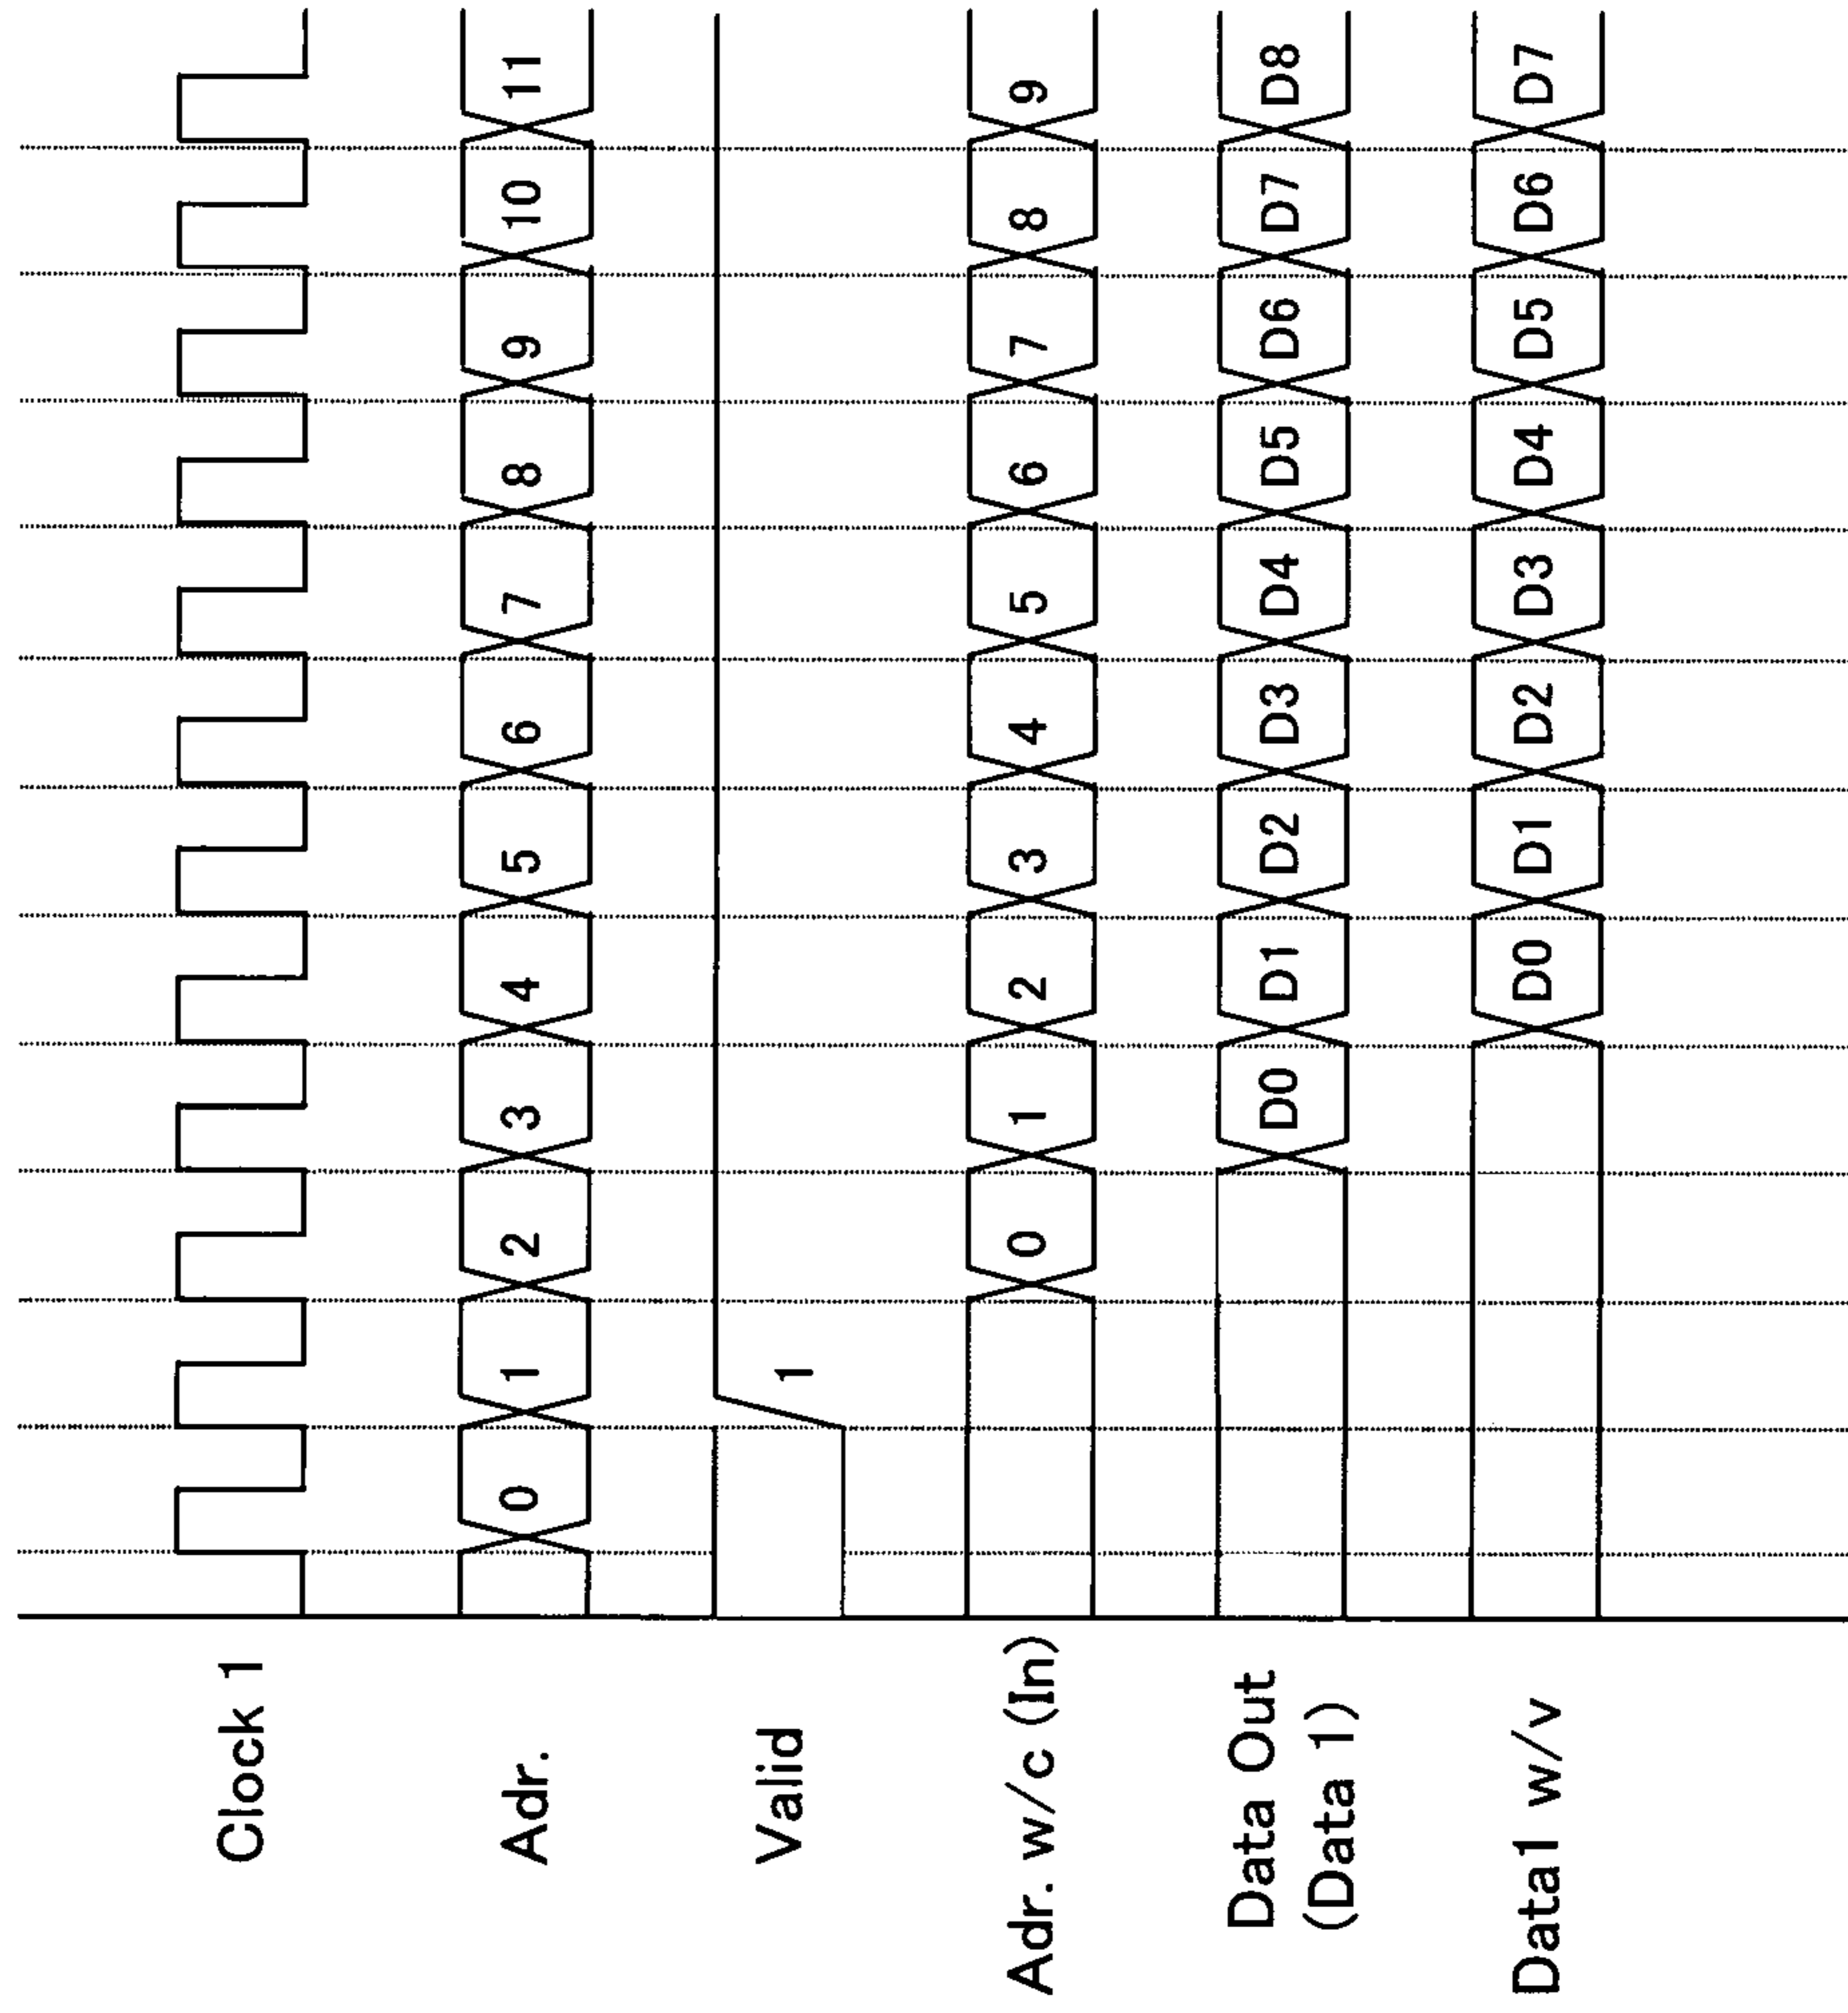 Clock 1
Adr. 0 1 2 3 4 5 6 7 8 9 10 11
Valid 1
Adr. w/c (In) 0 1 2 3 4 5 6 7 8 9
Data Out
(Data 1) D0 D1 D2 D3 D4 D5 D6 D7 D8
Data1 w/v D0 D1 D2 D3 D4 D5 D6 D7